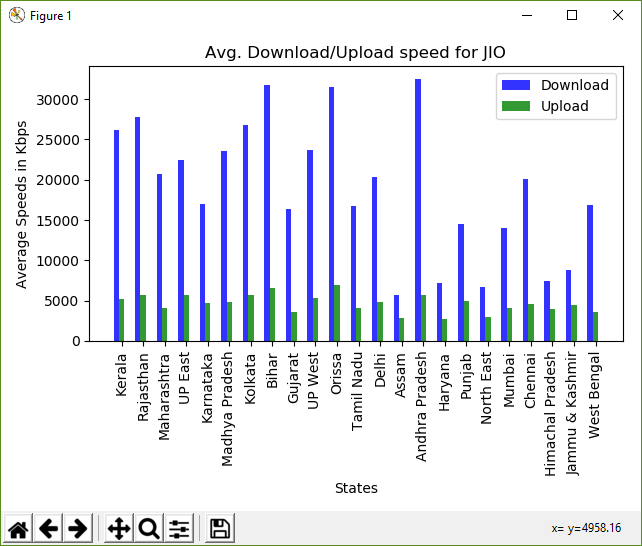 Figure 1
Avg. Download/Upload speed for JIO
Download
Upload
Average Speeds in Kbps
30000
25000
20000
15000
10000
5000
0
Kerala
Rajasthan
Maharashtra
UP East
Karnataka
Madhya Pradesh
Kolkata
Bihar
Gujarat
UP West
Orissa
Tamil Nadu
Delhi
Assam
Andhra Pradesh
Haryana
Punjab
North East
Mumbai
Chennai
Himachal Pradesh
Jammu & Kashmir
West Bengal
States
x= y=4958.16